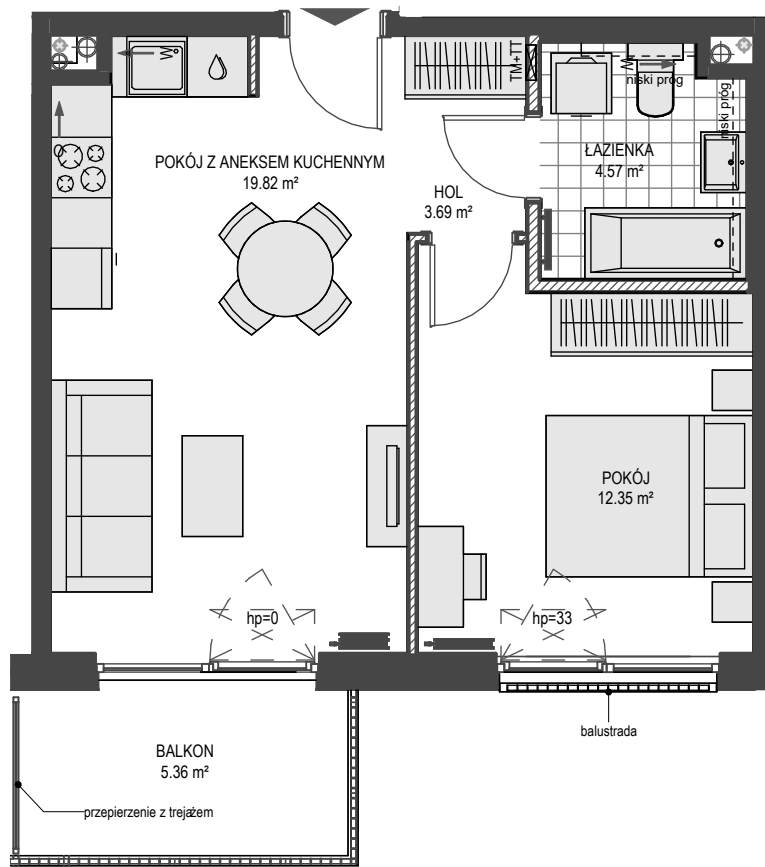 TM+TT
W
W
niski próg
niski próg
POKÓJ Z ANEKSEM KUCHENNYM
19.82 m²
ŁAZIENKA
4.57 m²
HOL
3.69 m²
POKÓJ
12.35 m²
hp=0
hp=33
balustrada
BALKON
5.36 m²
przepierzenie z trejażem